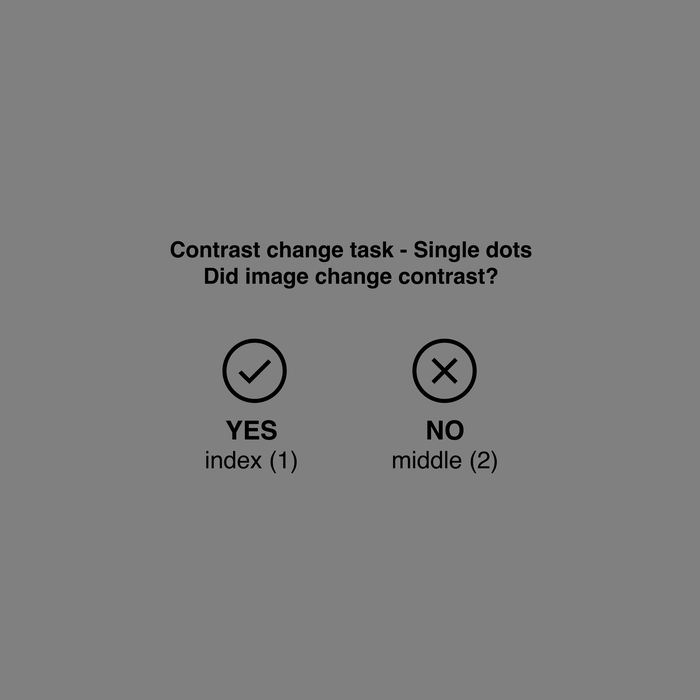 Contrast change task - Single dots
Did image change contrast?
YES NO
index (1) middle (2)